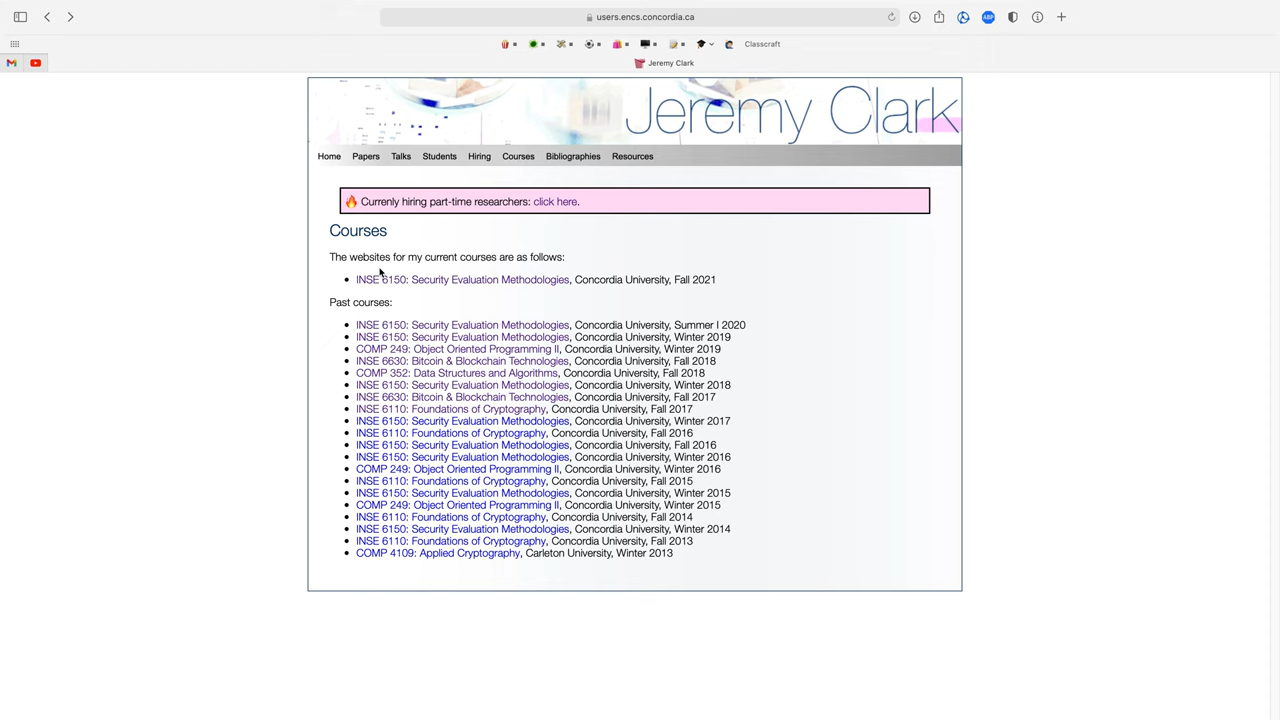 users.encs.concordia.ca
ABP
Classcraft
Jeremy Clark
Jeremy Clark
Home Papers Talks Students Hiring Courses Bibliographies Resources
🔥 Currenly hiring part-time researchers: click here.
Courses
The websites for my current courses are as follows:
• INSE 6150: Security Evaluation Methodologies, Concordia University, Fall 2021
Past courses:
• INSE 6150: Security Evaluation Methodologies, Concordia University, Summer I 2020
• INSE 6150: Security Evaluation Methodologies, Concordia University, Winter 2019
• COMP 249: Object Oriented Programming II, Concordia University, Winter 2019
• INSE 6630: Bitcoin & Blockchain Technologies, Concordia University, Fall 2018
• COMP 352: Data Structures and Algorithms, Concordia University, Fall 2018
• INSE 6150: Security Evaluation Methodologies, Concordia University, Winter 2018
• INSE 6630: Bitcoin & Blockchain Technologies, Concordia University, Fall 2017
• INSE 6110: Foundations of Cryptography, Concordia University, Fall 2017
• INSE 6150: Security Evaluation Methodologies, Concordia University, Winter 2017
• INSE 6110: Foundations of Cryptography, Concordia University, Fall 2016
• INSE 6150: Security Evaluation Methodologies, Concordia University, Fall 2016
• INSE 6150: Security Evaluation Methodologies, Concordia University, Winter 2016
• COMP 249: Object Oriented Programming II, Concordia University, Winter 2016
• INSE 6110: Foundations of Cryptography, Concordia University, Fall 2015
• INSE 6150: Security Evaluation Methodologies, Concordia University, Winter 2015
• COMP 249: Object Oriented Programming II, Concordia University, Winter 2015
• INSE 6110: Foundations of Cryptography, Concordia University, Fall 2014
• INSE 6150: Security Evaluation Methodologies, Concordia University, Winter 2014
• INSE 6110: Foundations of Cryptography, Concordia University, Fall 2013
• COMP 4109: Applied Cryptography, Carleton University, Winter 2013